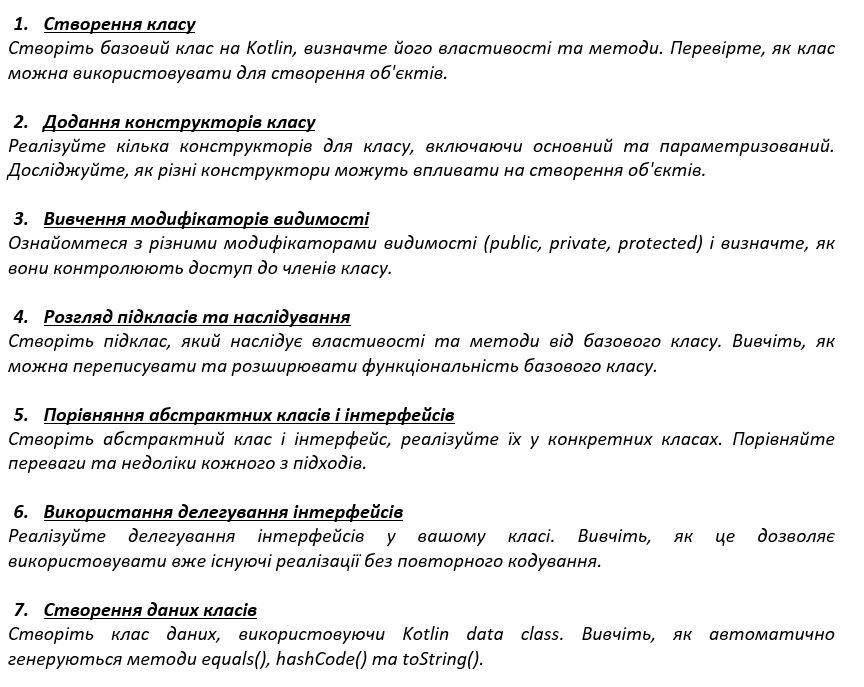 1. Створення класу
Створіть базовий клас на Kotlin, визначте його властивості та методи. Перевірте, як клас
можна використовувати для створення об'єктів.
2. Додання конструкторів класу
Реалізуйте кілька конструкторів для класу, включаючи основний та параметризований.
Досліджуйте, як різні конструктори можуть впливати на створення об'єктів.
3. Вивчення модифікаторів видимості
Ознайомтеся з різними модифікаторами видимості (public, private, protected) і визначте, як
вони контролюють доступ до членів класу.
4. Розгляд підкласів та наслідування
Створіть підклас, який наслідує властивості та методи від базового класу. Вивчіть, як
можна переписувати та розширювати функціональність базового класу.
5. Порівняння абстрактних класів і інтерфейсів
Створіть абстрактний клас і інтерфейс, реалізуйте їх у конкретних класах. Порівняйте
переваги та недоліки кожного з підходів.
6. Використання делегування інтерфейсів
Реалізуйте делегування інтерфейсів у вашому класі. Вивчіть, як це дозволяє
використовувати вже існуючі реалізації без повторного кодування.
7. Створення даних класів
Створіть клас даних, використовуючи Kotlin data class. Вивчіть, як автоматично
генеруються методи equals(), hashCode() та toString().